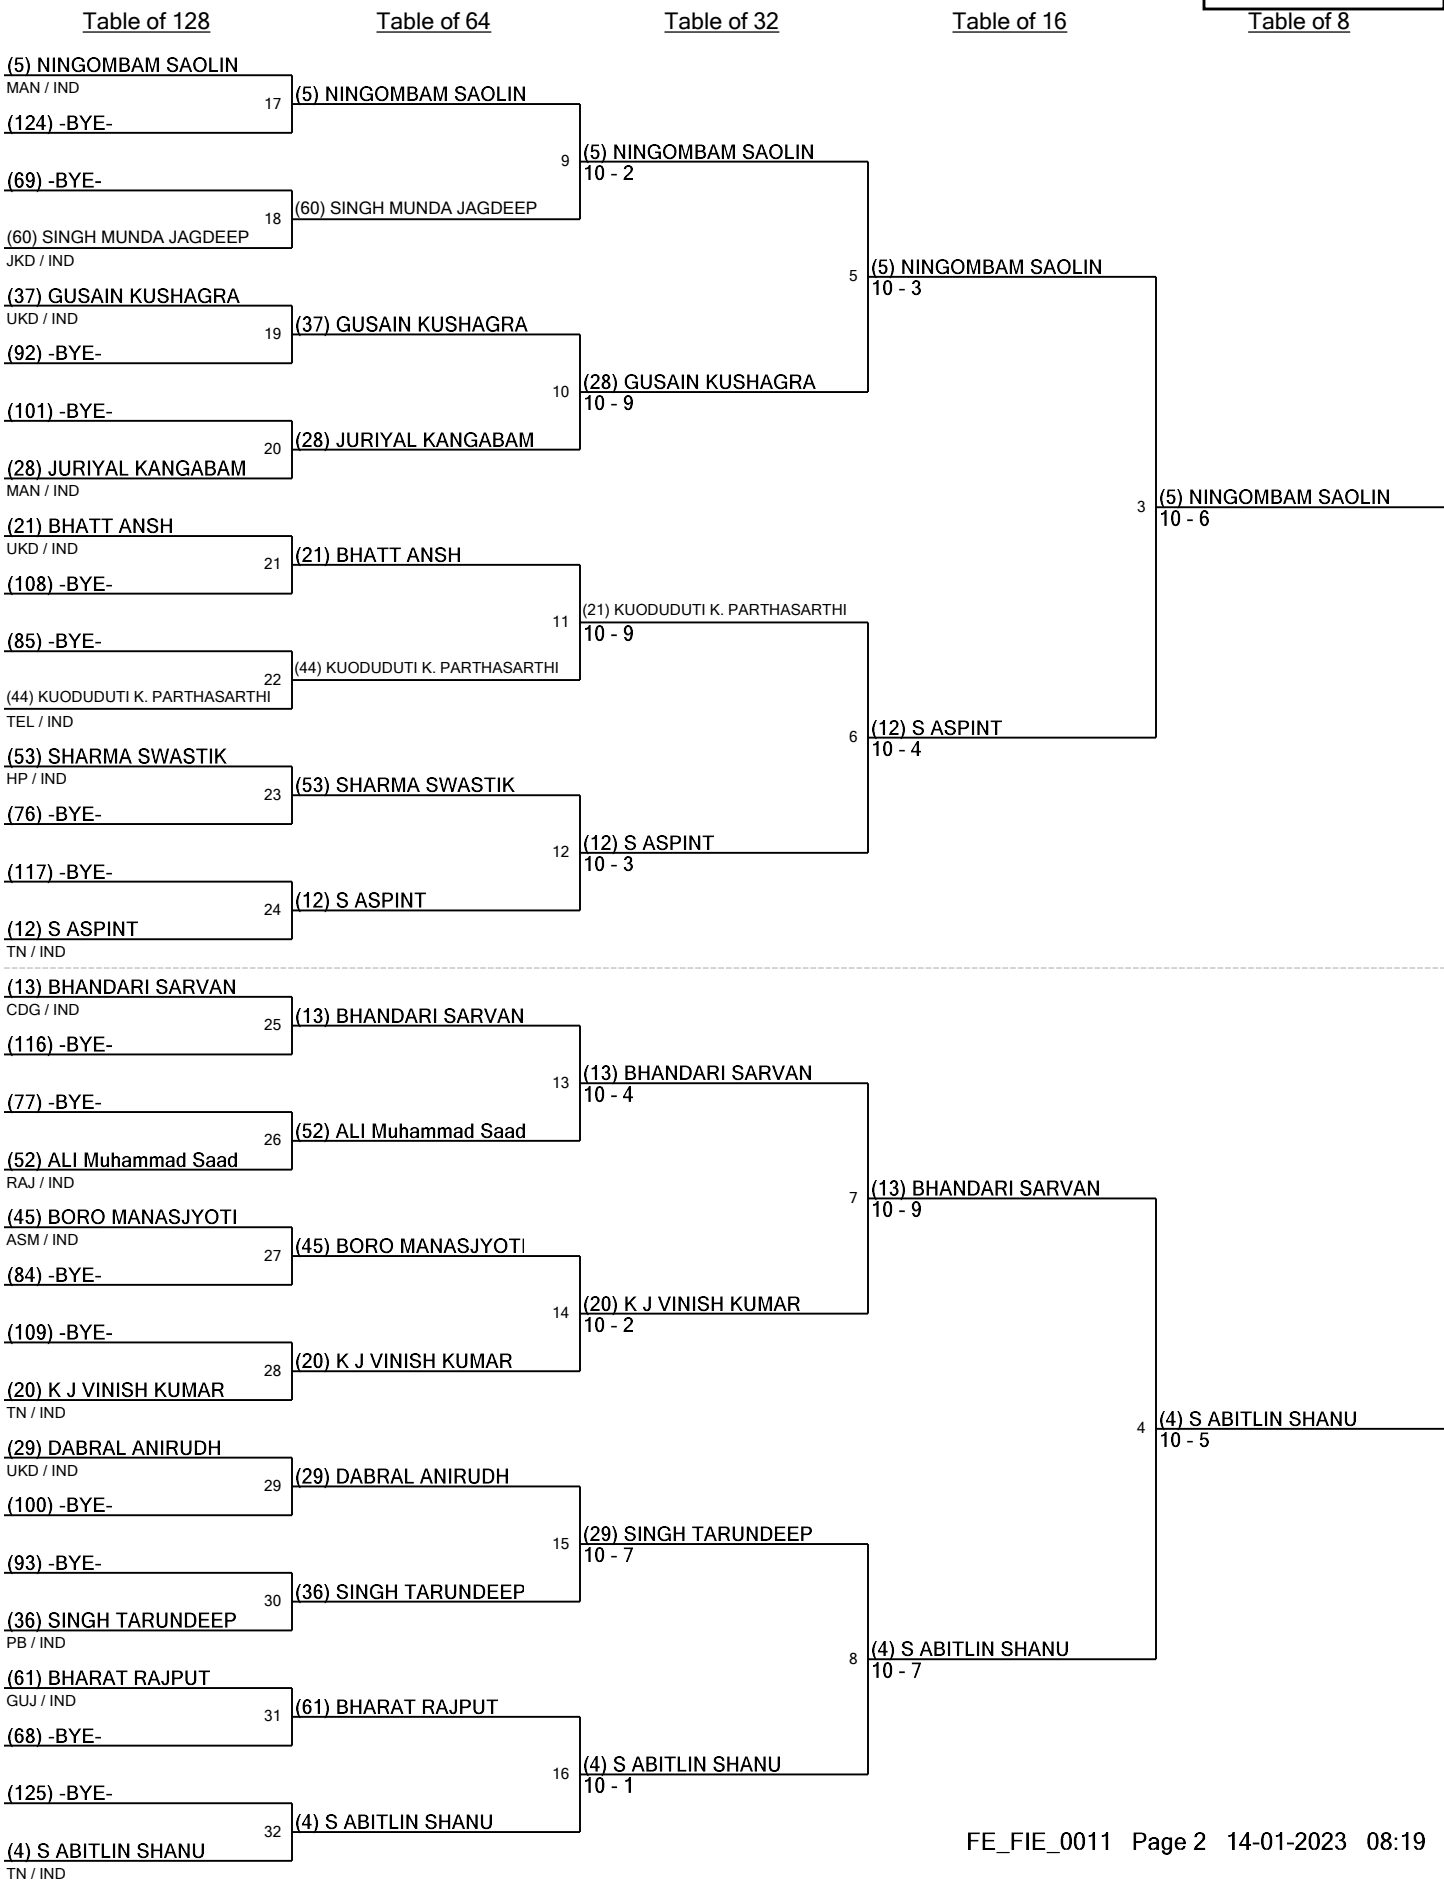 Table of 128
Table of 64
Table of 32
Table of 16
Table of 8
(5) NINGOMBAM SAOLIN
MAN / IND
17
(124) -BYE-
(69) -BYE-
18
(60) SINGH MUNDA JAGDEEP
JKD / IND
(37) GUSAIN KUSHAGRA
UKD / IND
19
(92) -BYE-
(101) -BYE-
20
(28) JURIYAL KANGABAM
MAN / IND
(21) BHATT ANSH
UKD / IND
21
(108) -BYE-
(85) -BYE-
22
(44) KUODUDUTI K. PARTHASARTHI
TEL / IND
(53) SHARMA SWASTIK
HP / IND
23
(76) -BYE-
(117) -BYE-
24
(12) S ASPINT
TN / IND
(13) BHANDARI SARVAN
CDG / IND
25
(116) -BYE-
(77) -BYE-
26
(52) ALI Muhammad Saad
RAJ / IND
(45) BORO MANASJYOTI
ASM / IND
27
(84) -BYE-
(109) -BYE-
28
(20) K J VINISH KUMAR
TN / IND
(29) DABRAL ANIRUDH
UKD / IND
29
(100) -BYE-
(93) -BYE-
30
(36) SINGH TARUNDEEP
PB / IND
(61) BHARAT RAJPUT
GUJ / IND
31
(68) -BYE-
(125) -BYE-
32
(4) S ABITLIN SHANU
TN / IND
(5) NINGOMBAM SAOLIN
9
(60) SINGH MUNDA JAGDEEP
(37) GUSAIN KUSHAGRA
10
(28) JURIYAL KANGABAM
(21) BHATT ANSH
11
(44) KUODUDUTI K. PARTHASARTHI
(53) SHARMA SWASTIK
12
(12) S ASPINT
(13) BHANDARI SARVAN
13
(52) ALI Muhammad Saad
(45) BORO MANASJYOTI
14
(20) K J VINISH KUMAR
(29) DABRAL ANIRUDH
15
(36) SINGH TARUNDEEP
(61) BHARAT RAJPUT
16
(4) S ABITLIN SHANU
(5) NINGOMBAM SAOLIN
10 - 2
5
(28) GUSAIN KUSHAGRA
10 - 9
(21) KUODUDUTI K. PARTHASARTHI
10 - 9
6
(12) S ASPINT
10 - 3
(13) BHANDARI SARVAN
10 - 4
7
(20) K J VINISH KUMAR
10 - 2
(29) SINGH TARUNDEEP
10 - 7
8
(4) S ABITLIN SHANU
10 - 1
(5) NINGOMBAM SAOLIN
10 - 3
3
(12) S ASPINT
10 - 4
(13) BHANDARI SARVAN
10 - 9
4
(4) S ABITLIN SHANU
10 - 7
(5) NINGOMBAM SAOLIN
10 - 6
(4) S ABITLIN SHANU
10 - 5
FE_FIE_0011 Page 2 14-01-2023 08:19